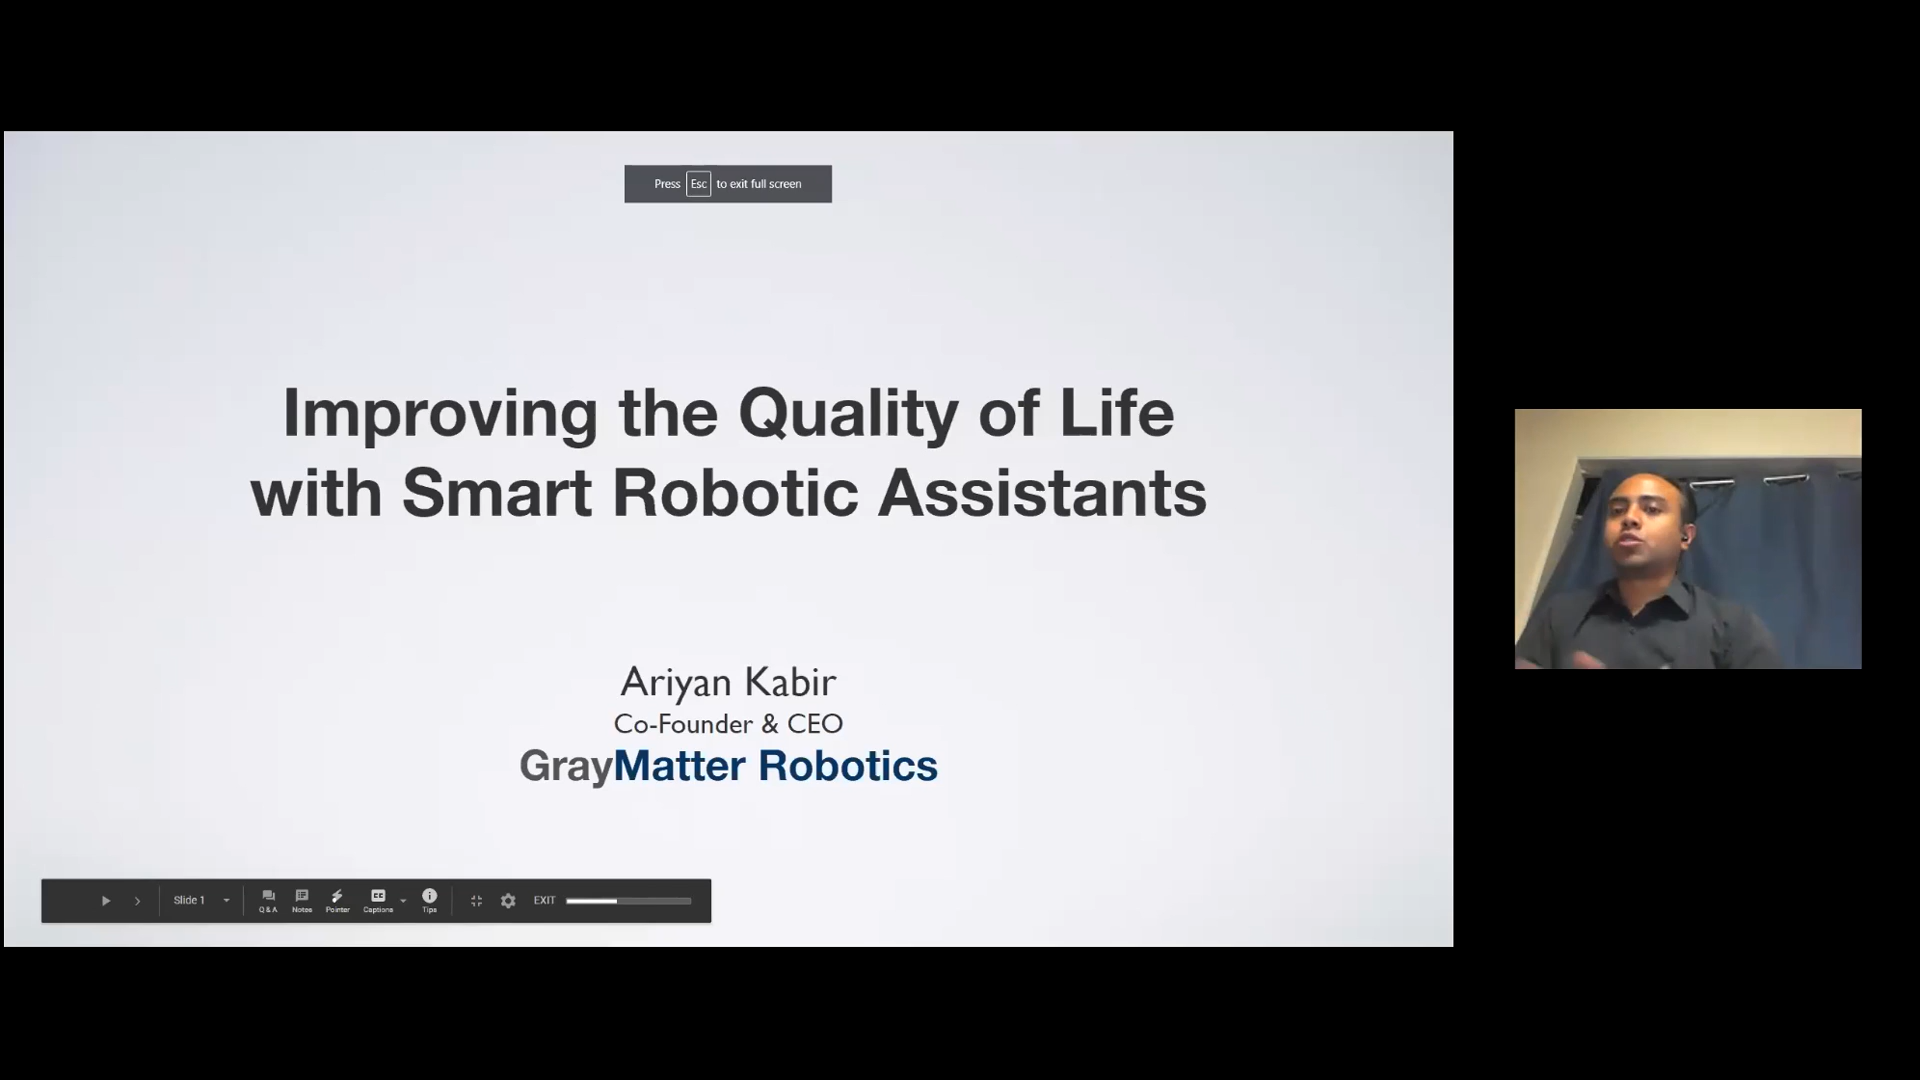 Press Esc to exit full screen
Improving the Quality of Life
with Smart Robotic Assistants
Ariyan Kabir
Co-Founder & CEO
GrayMatter Robotics
Slide 1
Q & A
Notes
Pointer
CC
Captions
Tips
EXIT